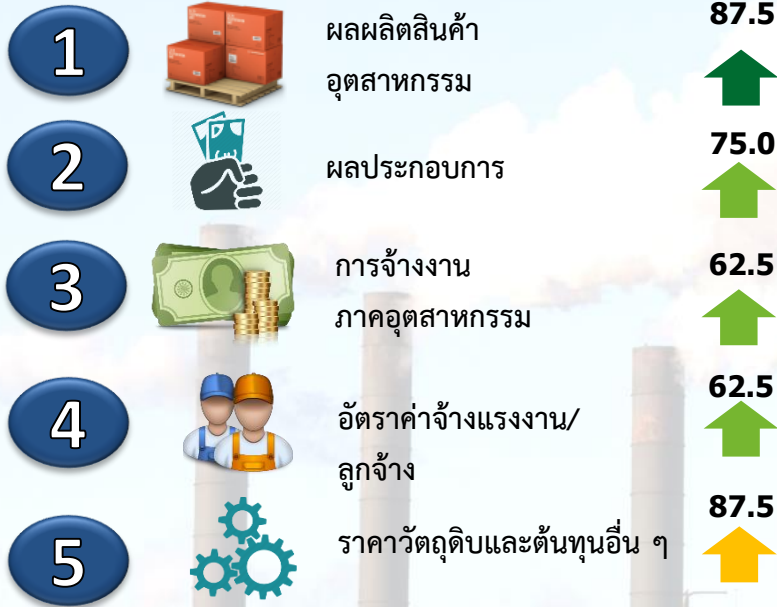 1
ผลผลิตสินค้า
อุตสาหกรรม
87.5
2
ผลประกอบการ
75.0
3
การจ้างงาน
ภาคอุตสาหกรรม
62.5
4
อัตราค่าจ้างแรงงาน/
ลูกจ้าง
62.5
5
ราคาวัตถุดิบและต้นทุนอื่น ๆ
87.5